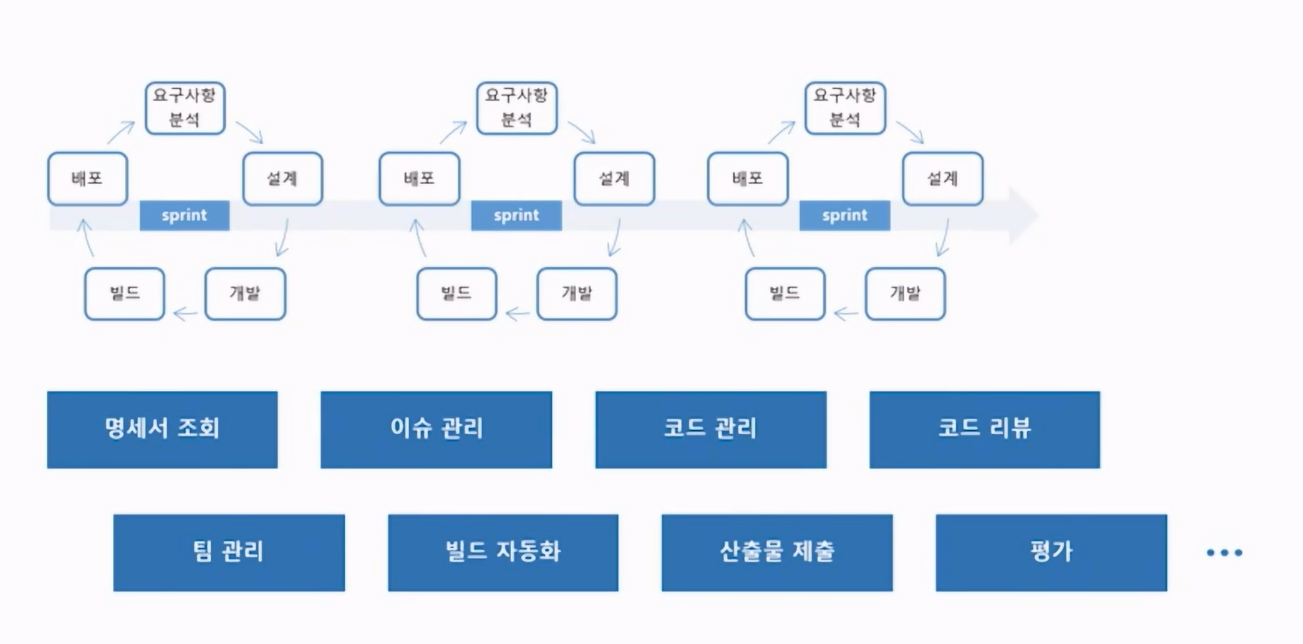 요구사항
분석
요구사항
분석
요구사항
분석
배포
설계
배포
설계
배포
설계
sprint
sprint
sprint
빌드
개발
빌드
개발
빌드
개발
명세서 조회
이슈 관리
코드 관리
코드 리뷰
팀 관리
빌드 자동화
산출물 제출
평가
•••